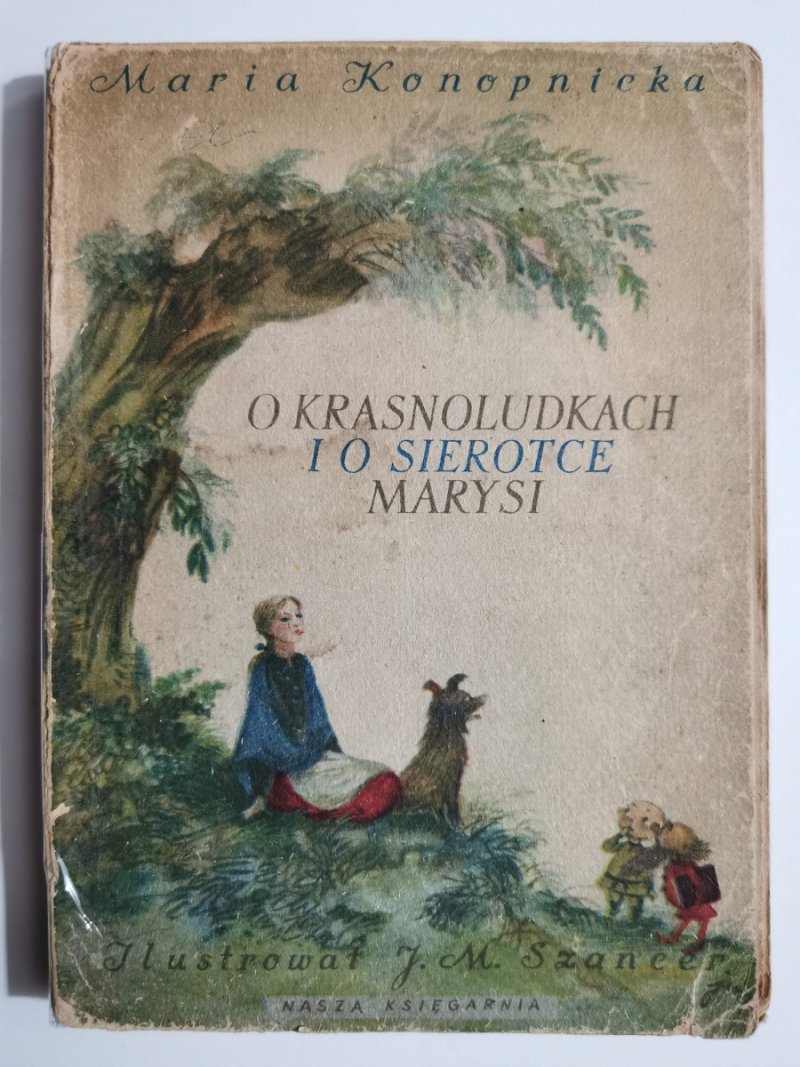 Maria Konopnicka
O KRASNOLUDKACH
I O SIEROTCE
MARYSI
Ilustrował J. M. Szancer
NASZA KSIĘGARNIA